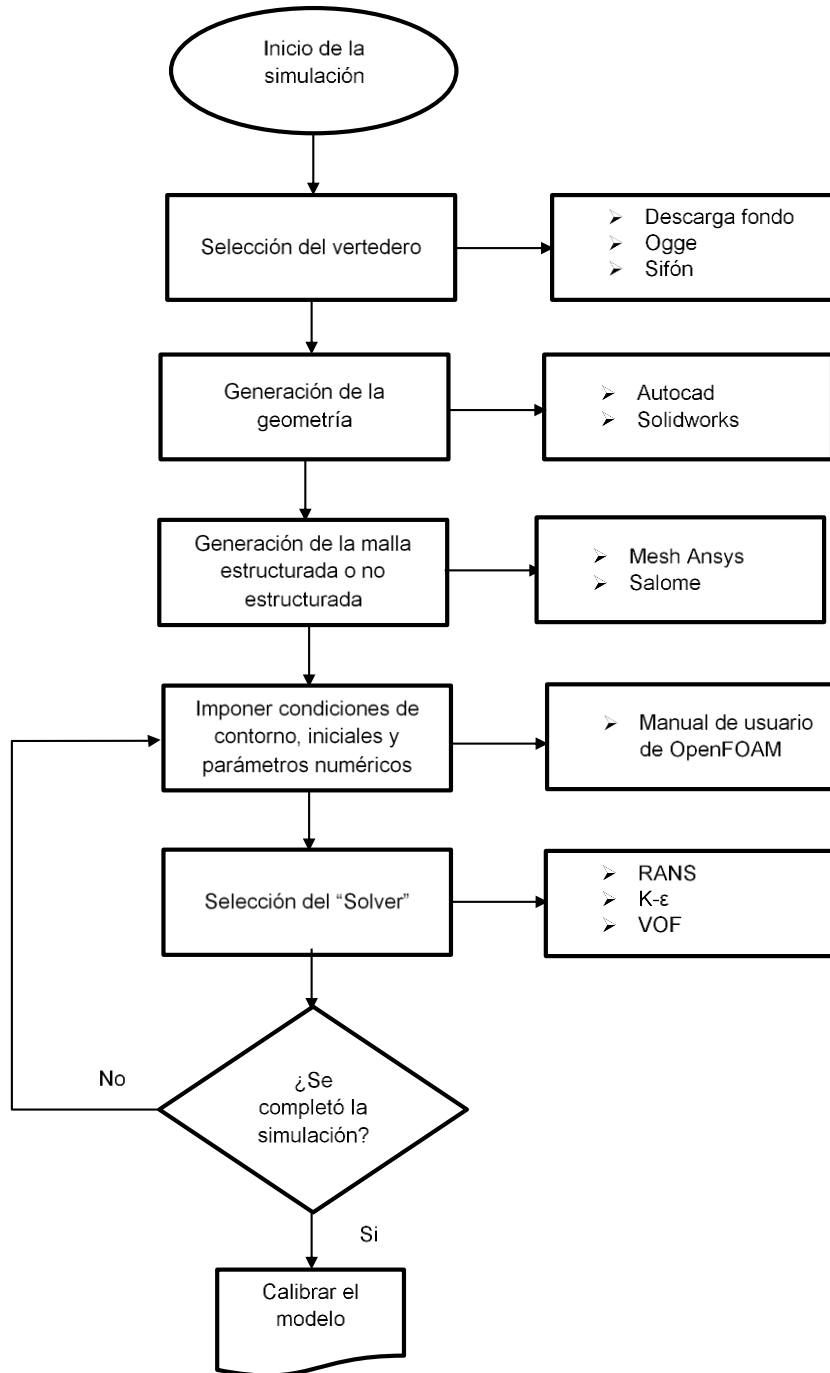 Inicio de la
simulación
Selección del vertedero
➢ Descarga fondo
➢ Ogge
➢ Sifón
Generación de la
geometría
➢ Autocad
➢ Solidworks
Generación de la malla
estructurada o no
estructurada
➢ Mesh Ansys
➢ Salome
Imponer condiciones de
contorno, iniciales y
parámetros numéricos
➢ Manual de usuario
de OpenFOAM
Selección del “Solver”
➢ RANS
➢ K-ε
➢ VOF
No
¿Se
completó la
simulación?
Si
Calibrar el
modelo